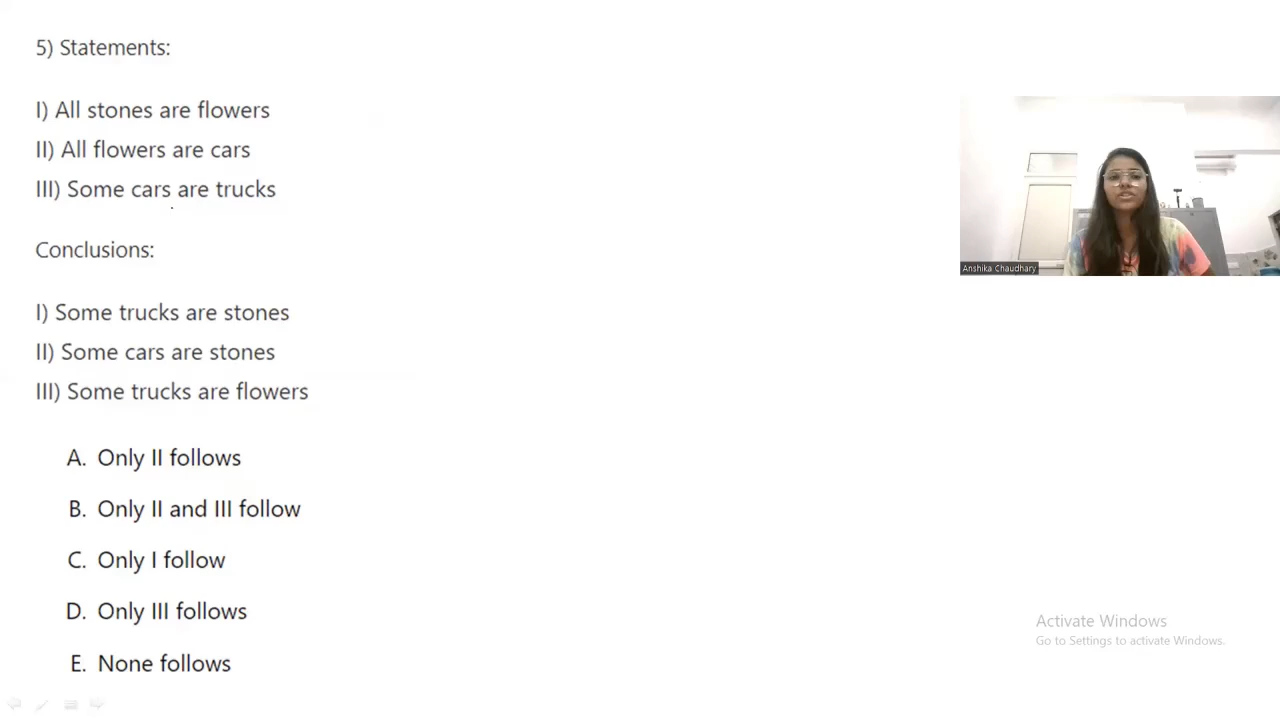 5) Statements:
I) All stones are flowers
II) All flowers are cars
III) Some cars are trucks
Conclusions:
I) Some trucks are stones
II) Some cars are stones
III) Some trucks are flowers
A. Only II follows
B. Only II and III follow
C. Only I follow
D. Only III follows
E. None follows
Anshika Chaudhary
Activate Windows
Go to Settings to activate Windows.